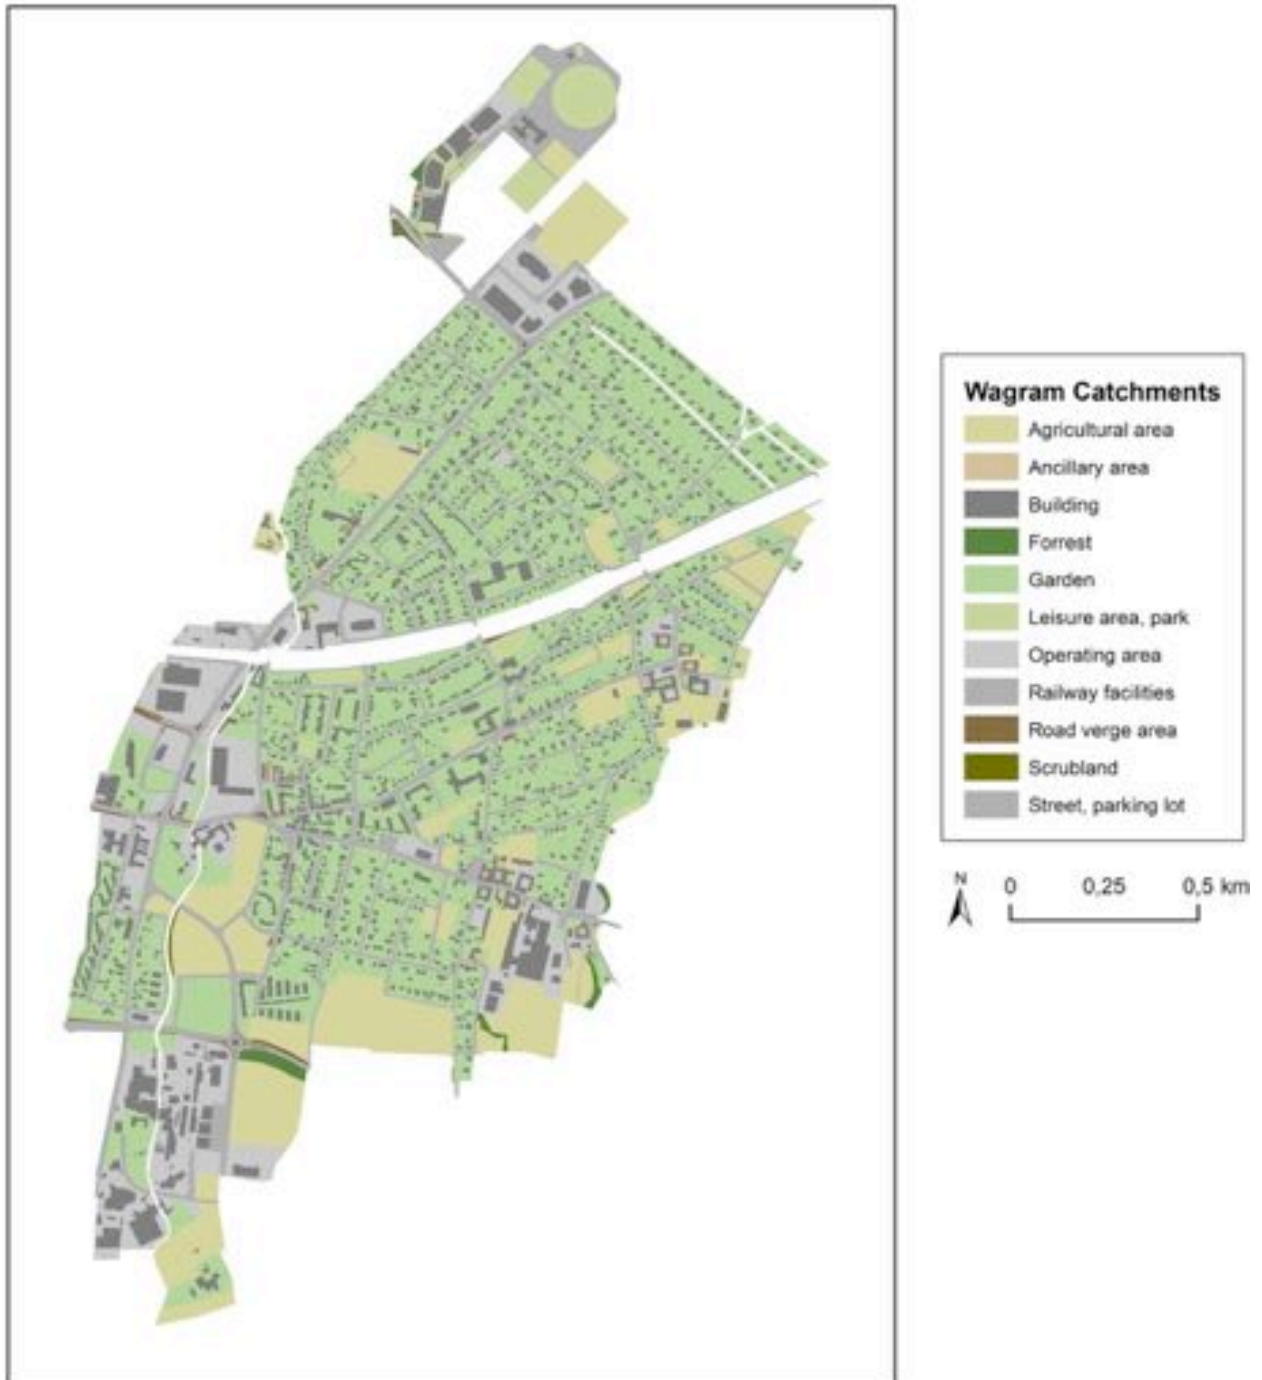 Wagram Catchments
Agricultural area
Ancillary area
Building
Forrest
Garden
Leisure area, park
Operating area
Railway facilities
Road verge area
Scrubland
Street, parking lot
N
0 0,25 0,5 km